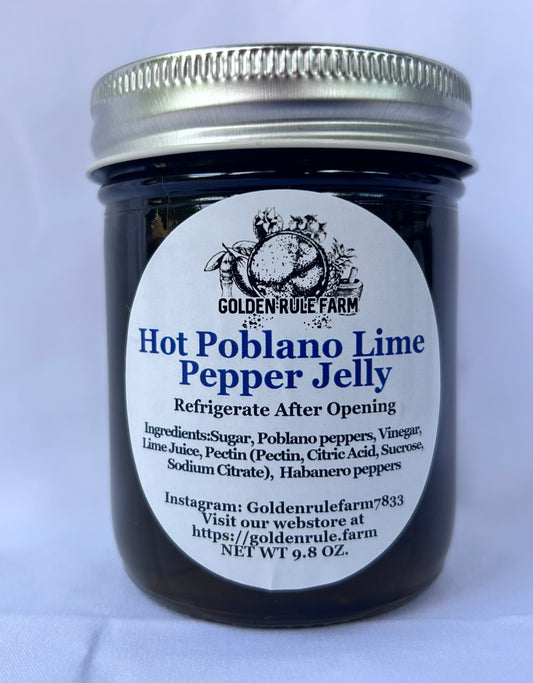 GOLDEN RULE FARM
Hot Poblano Lime
Pepper Jelly
Refrigerate After Opening
Ingredients:Sugar, Poblano peppers, Vinegar,
Lime Juice, Pectin (Pectin, Citric Acid, Sucrose,
Sodium Citrate), Habanero peppers
Instagram: Goldenrulefarm7833
Visit our webstore at
https://goldenrule.farm
NET WT 9.8 OZ.